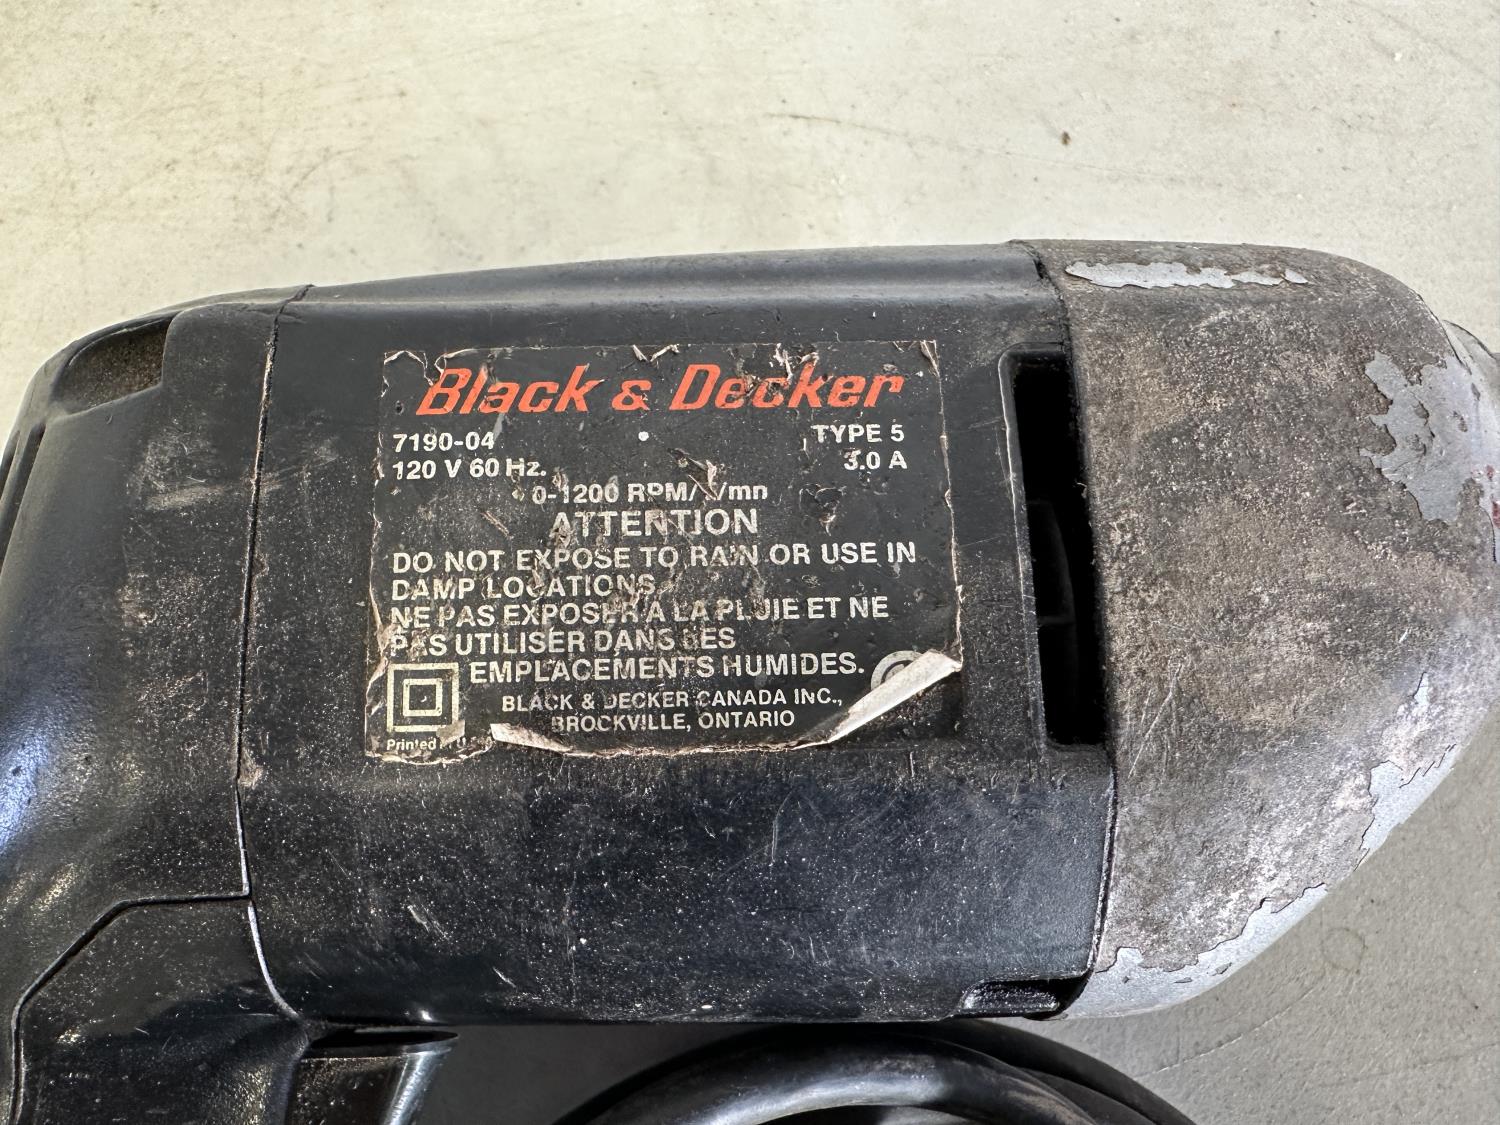 Black & Decker
7190-04 TYPE 5
120 V 60 Hz. 3.0 A
0-1200 RPM/ /mn
ATTENTION
DO NOT EXPOSE TO RAIN OR USE IN
DAMP LOCATIONS
NE PAS EXPOSER A LA PLUIE ET NE
PAS UTILISER DANS DES
EMPLACEMENTS HUMIDES.
BLACK & DECKER CANADA INC.,
BROCKVILLE, ONTARIO
Printed